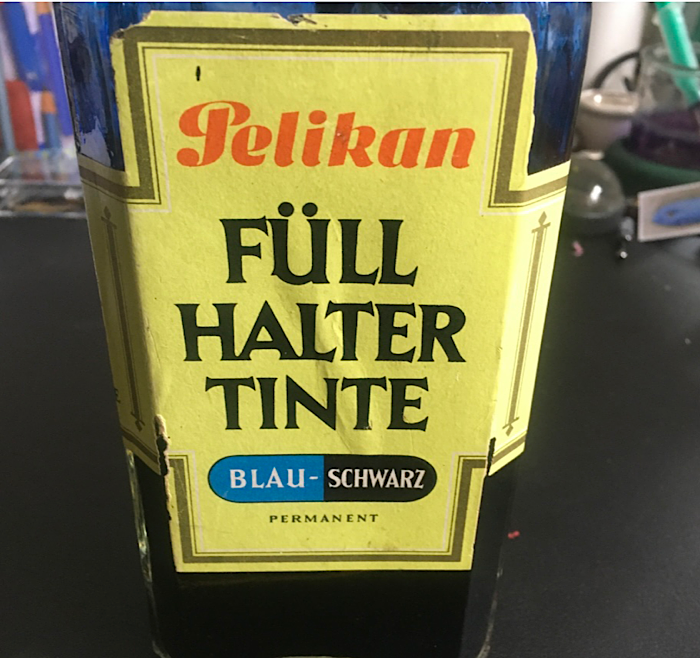 Pelikan
FÜLL
HALTER
TINTE
BLAU-SCHWARZ
PERMANENT